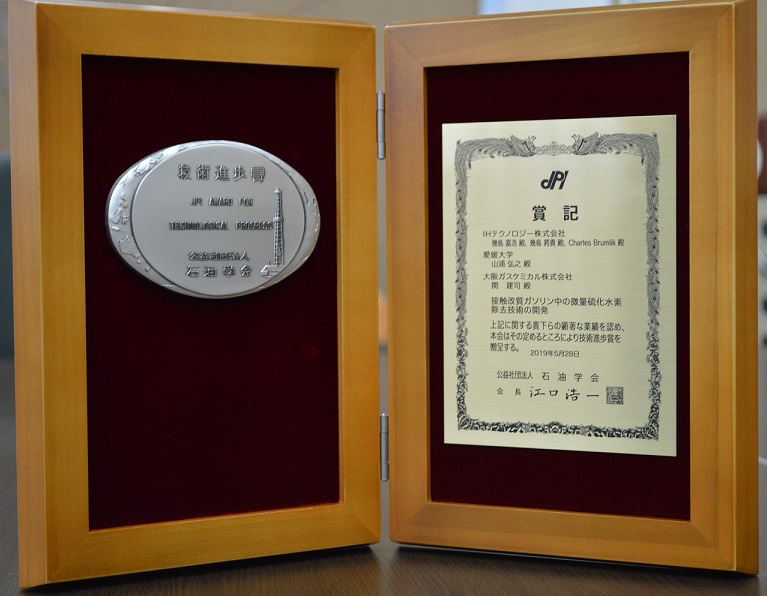 技術進歩賞
JPI AWARD FOR
TECHNOLOGICAL PROGRESS
公益社団法人
石油学会
JPI
賞記
IHテクノロジー株式会社
幾島 嘉浩 殿, 幾島 將貴 殿, Charles Brumlik 殿
愛媛大学
山浦 弘之 殿
大阪ガスケミカル株式会社
関 建司 殿
接触改質ガソリン中の微量硫化水素
除去技術の開発
上記に関する貴下らの顕著な業績を認め、
本会はその定めるところにより技術進歩賞を
贈呈する。 2019年5月28日
公益社団法人 石油学会
会長 江口浩一